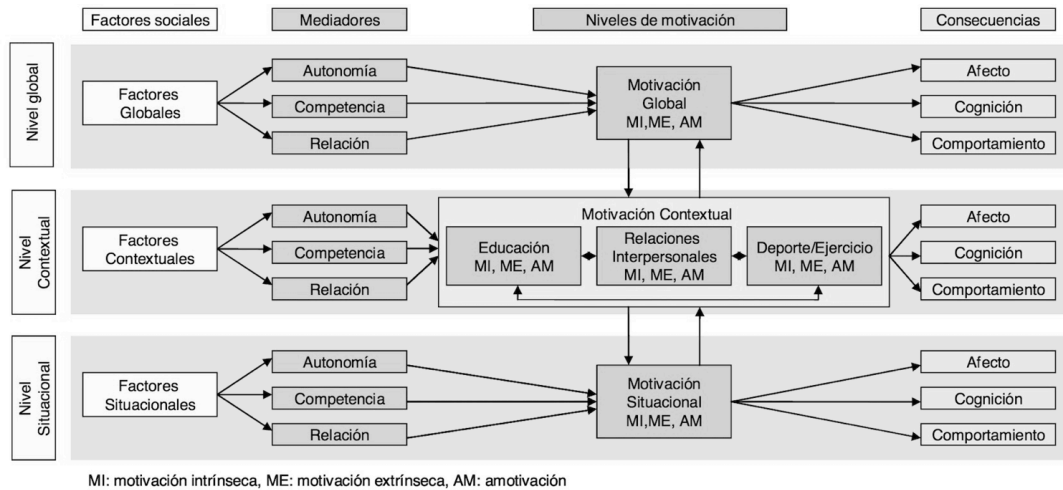 Factores sociales
Mediadores
Niveles de motivación
Consecuencias
Nivel global
Factores
Globales
Autonomía
Competencia
Relación
Motivación
Global
MI,ME, AM
Afecto
Cognición
Comportamiento
Nivel
Contextual
Factores
Contextuales
Autonomía
Competencia
Relación
Motivación Contextual
Educación
MI, ME, AM
Relaciones
Interpersonales
MI, ME, AM
Deporte/Ejercicio
MI, ME, AM
Afecto
Cognición
Comportamiento
Nivel
Situacional
Factores
Situacionales
Autonomía
Competencia
Relación
Motivación
Situacional
MI,ME, AM
Afecto
Cognición
Comportamiento
MI: motivación intrínseca, ME: motivación extrínseca, AM: amotivación